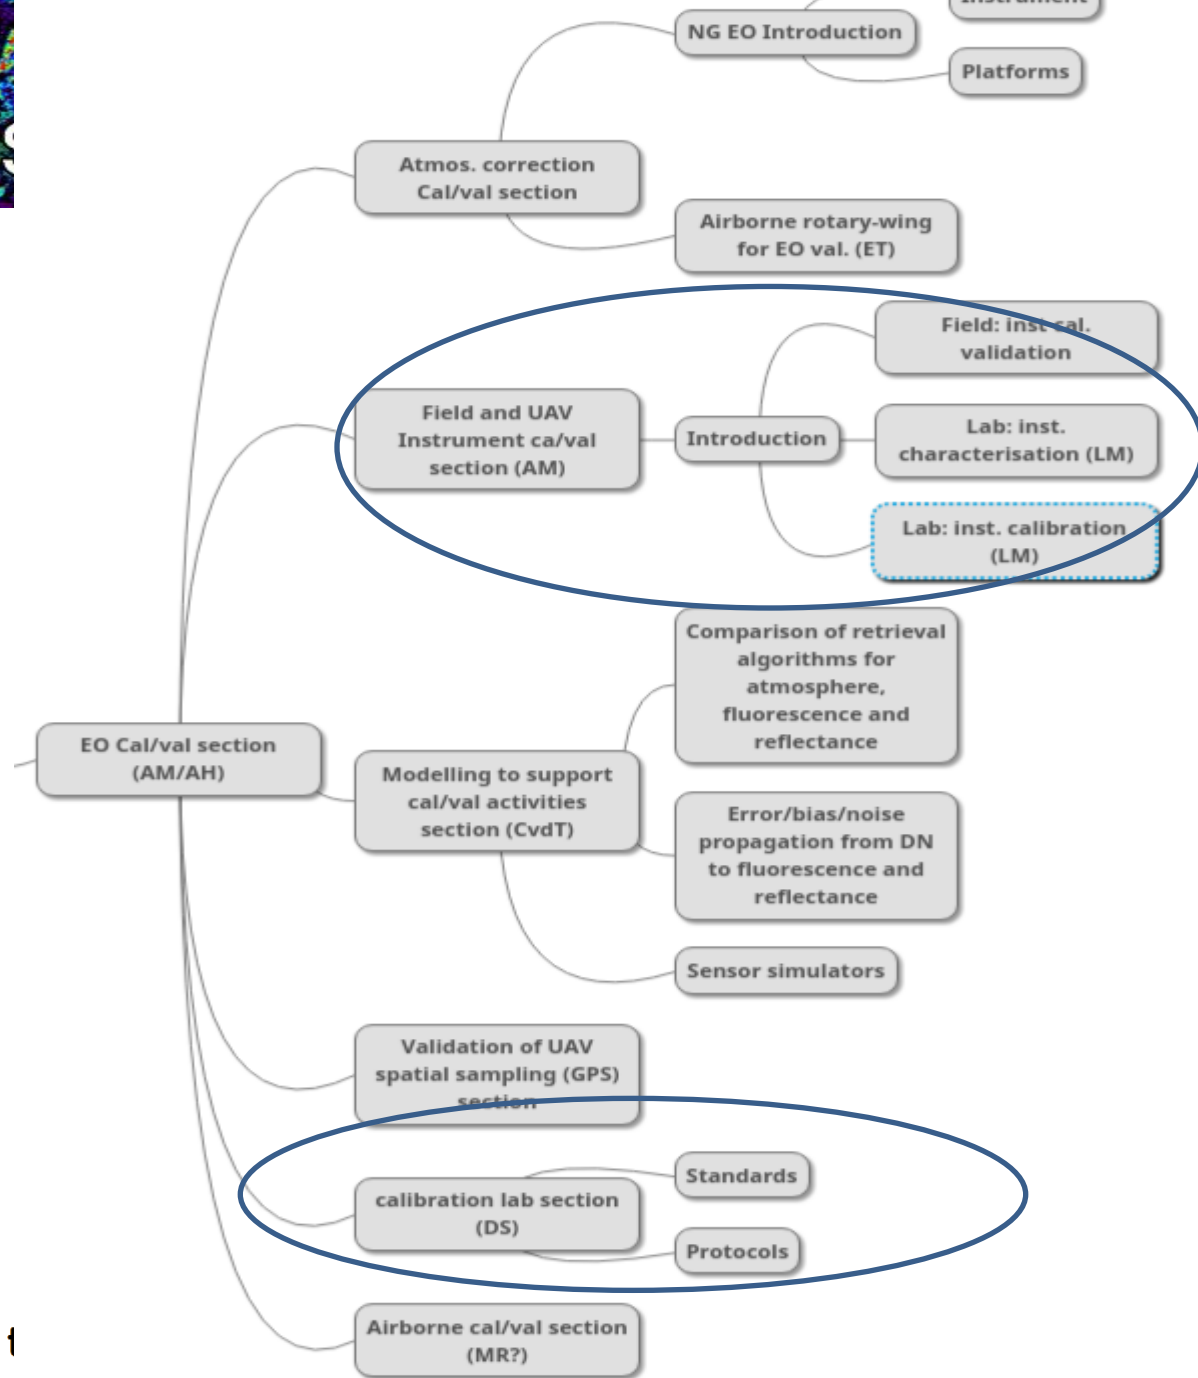 Instrument
NG EO Introduction
Platforms
Atmos. correction
Cal/val section
Airborne rotary-wing
for EO val. (ET)
Field: inst cal.
validation
Field and UAV
Instrument ca/val
section (AM)
Introduction
Lab: inst.
characterisation (LM)
Lab: inst. calibration
(LM)
Comparison of retrieval
algorithms for
atmosphere,
fluorescence and
reflectance
EO Cal/val section
(AM/AH)
Modelling to support
cal/val activities
section (CvdT)
Error/bias/noise
propagation from DN
to fluorescence and
reflectance
Sensor simulators
Validation of UAV
spatial sampling (GPS)
section
calibration lab section
(DS)
Standards
Protocols
Airborne cal/val section
(MR?)